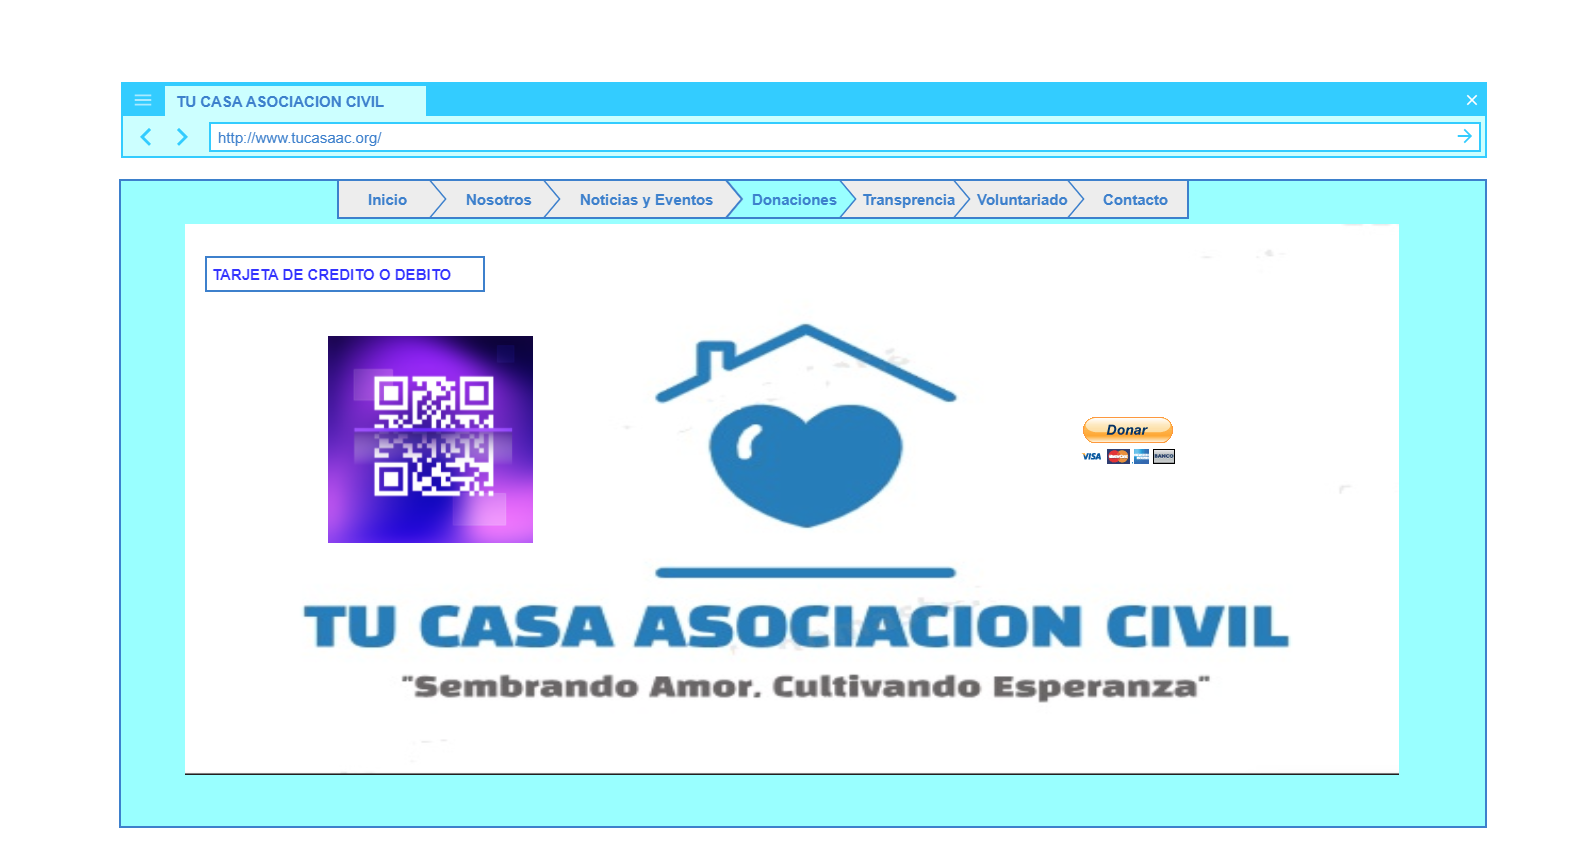 TU CASA ASOCIACION CIVIL
http://www.tucasaac.org/
Inicio Nosotros Noticias y Eventos Donaciones Transprencia Voluntariado Contacto
TARJETA DE CREDITO O DEBITO
Donar
VISA BANCO
TU CASA ASOCIACION CIVIL
"Sembrando Amor. Cultivando Esperanza"